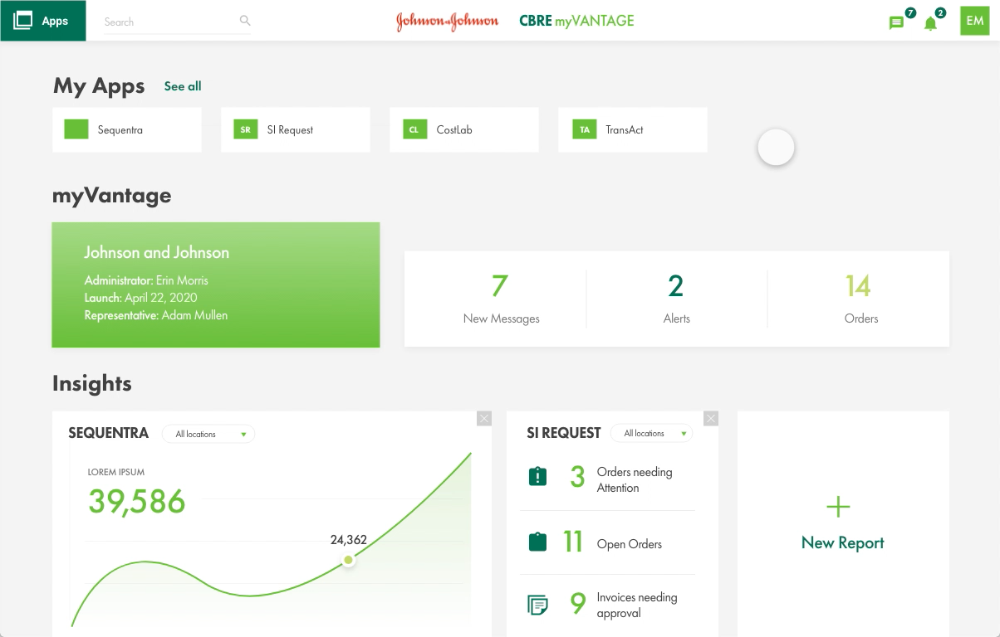 Apps
Search
Johnson & Johnson
CBRE myVANTAGE
7
2
EM
My Apps
See all
Sequentra
SR
SI Request
CL
CostLab
TA
TransAct
myVantage
Johnson and Johnson
Administrator: Erin Morris
Launch: April 22, 2020
Representative: Adam Mullen
7
New Messages
2
Alerts
14
Orders
Insights
SEQUENTRA
All locations
LOREM IPSUM
39,586
24,362
SI REQUEST
All locations
3
Orders needing
Attention
11
Open Orders
9
Invoices needing
approval
New Report